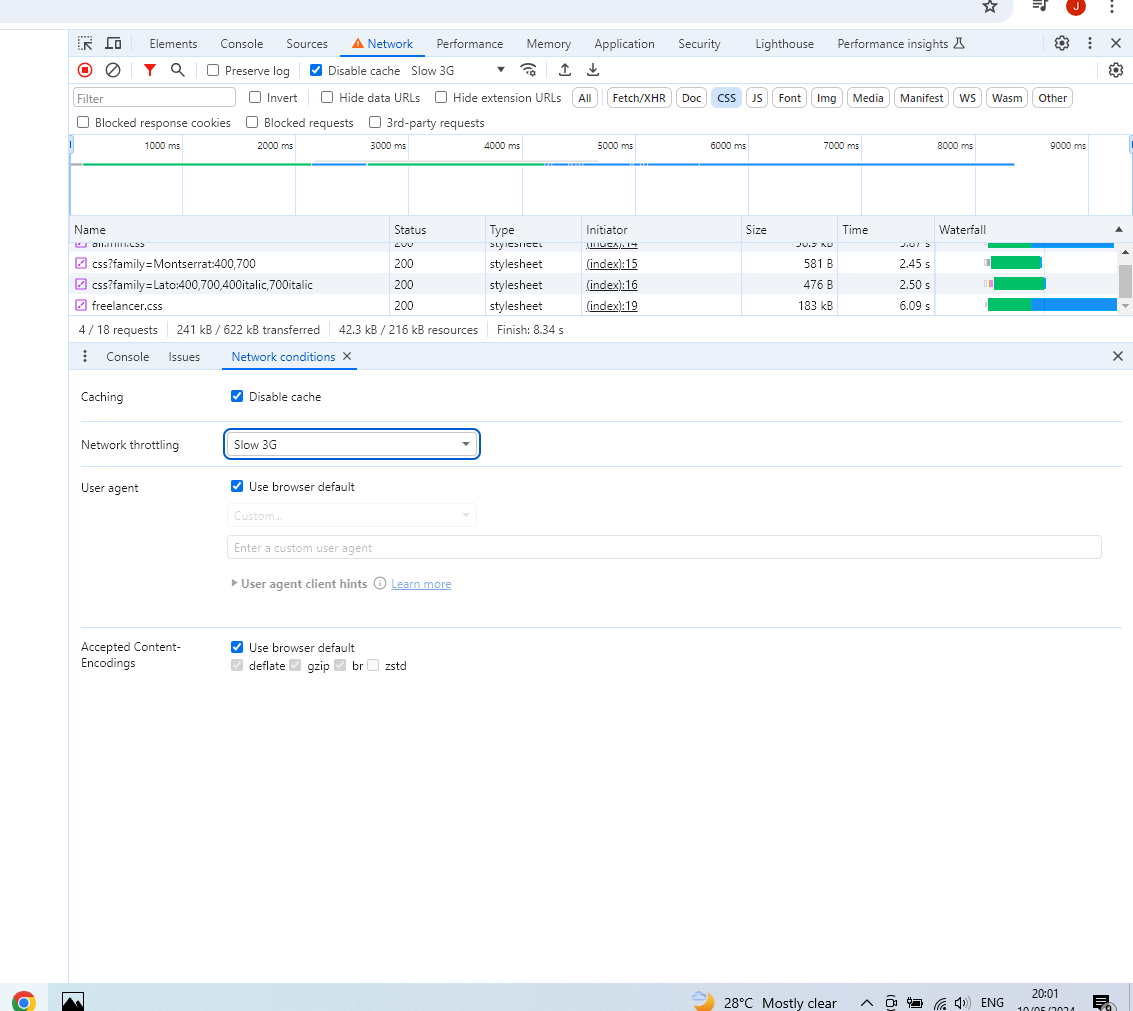 J
Elements Console Sources Network Performance Memory Application Security Lighthouse Performance insights
Preserve log Disable cache Slow 3G
Filter Invert Hide data URLs Hide extension URLs All Fetch/XHR Doc CSS JS Font Img Media Manifest WS Wasm Other
Blocked response cookies Blocked requests 3rd-party requests
1000 ms 2000 ms 3000 ms 4000 ms 5000 ms 6000 ms 7000 ms 8000 ms 9000 ms
Name Status Type Initiator Size Time Waterfall
all.min.css 200 stylesheet (index):14 kB s
css?family=Montserrat:400,700 200 stylesheet (index):15 581 B 2.45 s
css?family=Lato:400,700,400italic,700italic 200 stylesheet (index):16 476 B 2.50 s
freelancer.css 200 stylesheet (index):19 183 kB 6.09 s
4 / 18 requests 241 kB / 622 kB transferred 42.3 kB / 216 kB resources Finish: 8.34 s
Console Issues Network conditions
Caching Disable cache
Network throttling Slow 3G
User agent Use browser default
Custom...
Enter a custom user agent
User agent client hints Learn more
Accepted Content-Encodings Use browser default
deflate gzip br zstd
28°C Mostly clear ENG 20:01
10/05/2024